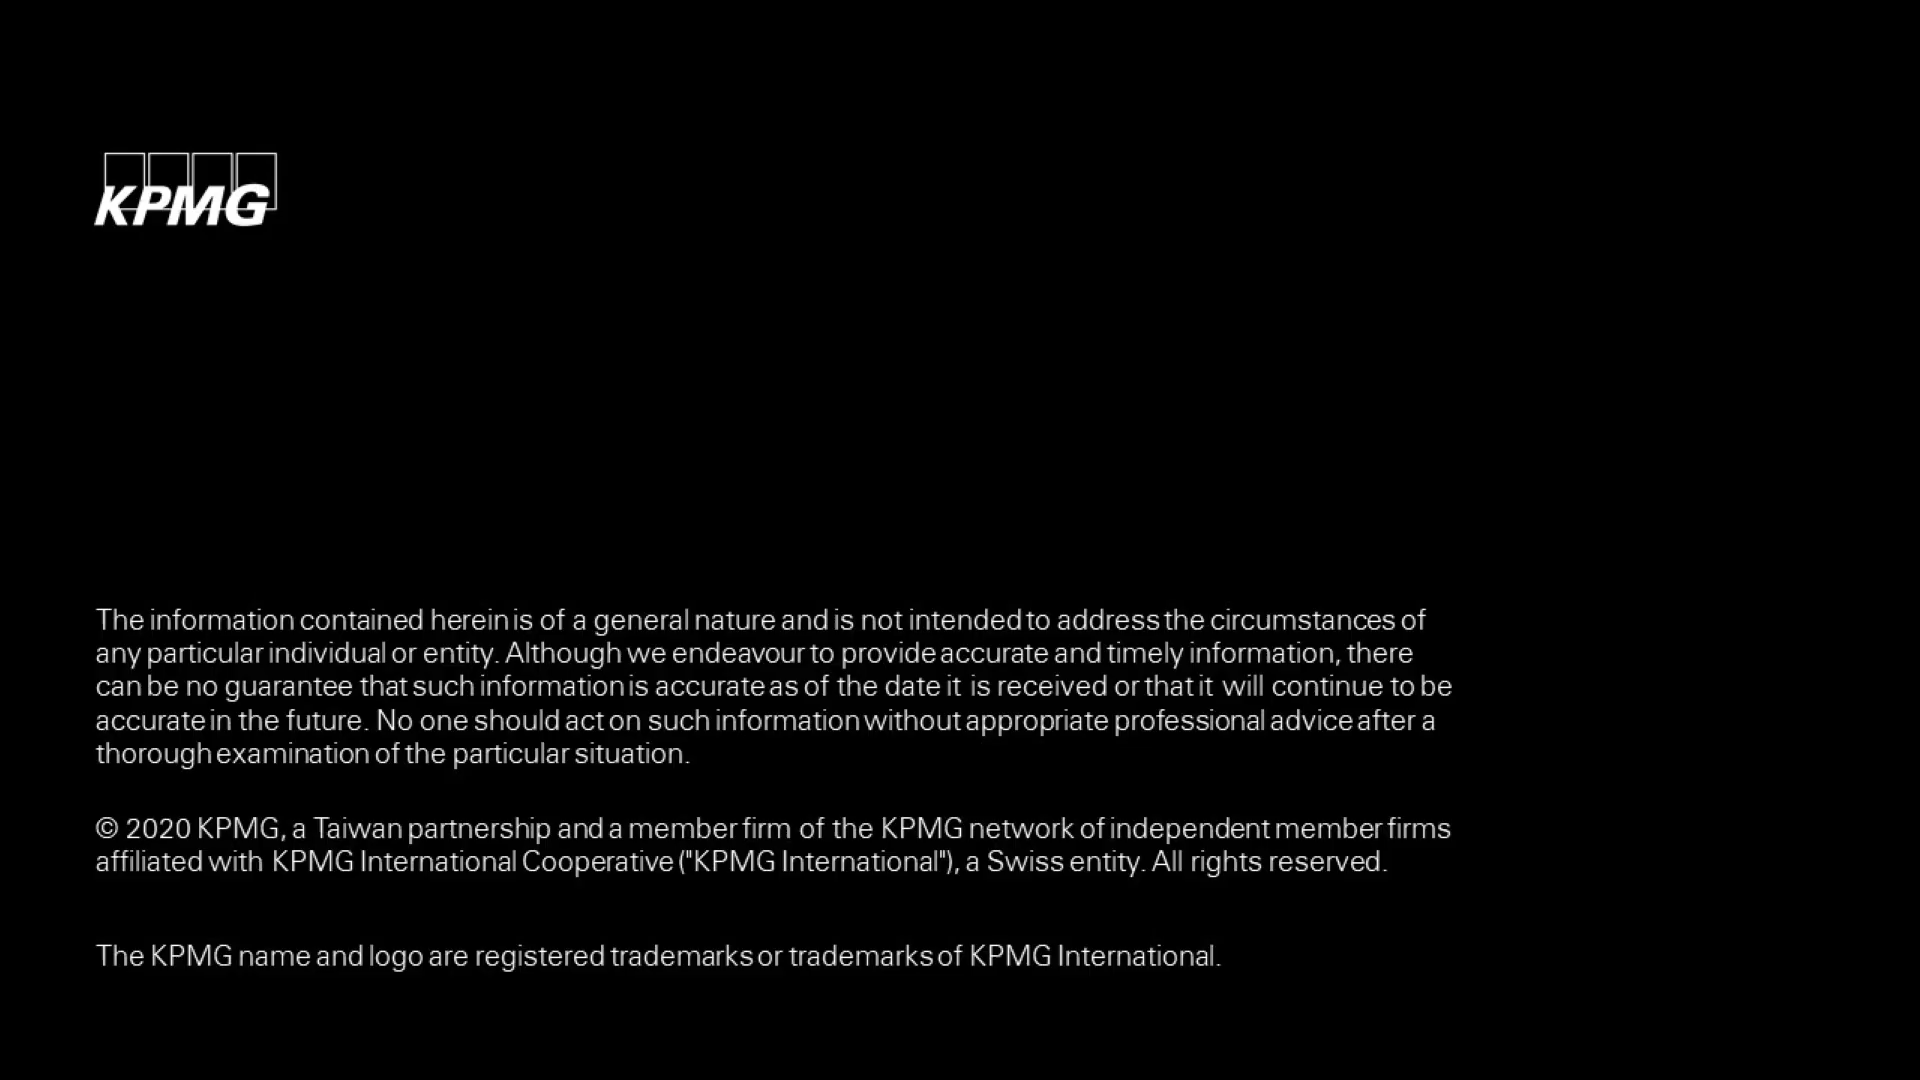 KPMG
The information contained herein is of a general nature and is not intended to address the circumstances of
any particular individual or entity. Although we endeavour to provide accurate and timely information, there
can be no guarantee that such information is accurate as of the date it is received or that it will continue to be
accurate in the future. No one should act on such information without appropriate professional advice after a
thorough examination of the particular situation.
© 2020 KPMG, a Taiwan partnership and a member firm of the KPMG network of independent member firms
affiliated with KPMG International Cooperative ("KPMG International"), a Swiss entity. All rights reserved.
The KPMG name and logo are registered trademarks or trademarks of KPMG International.